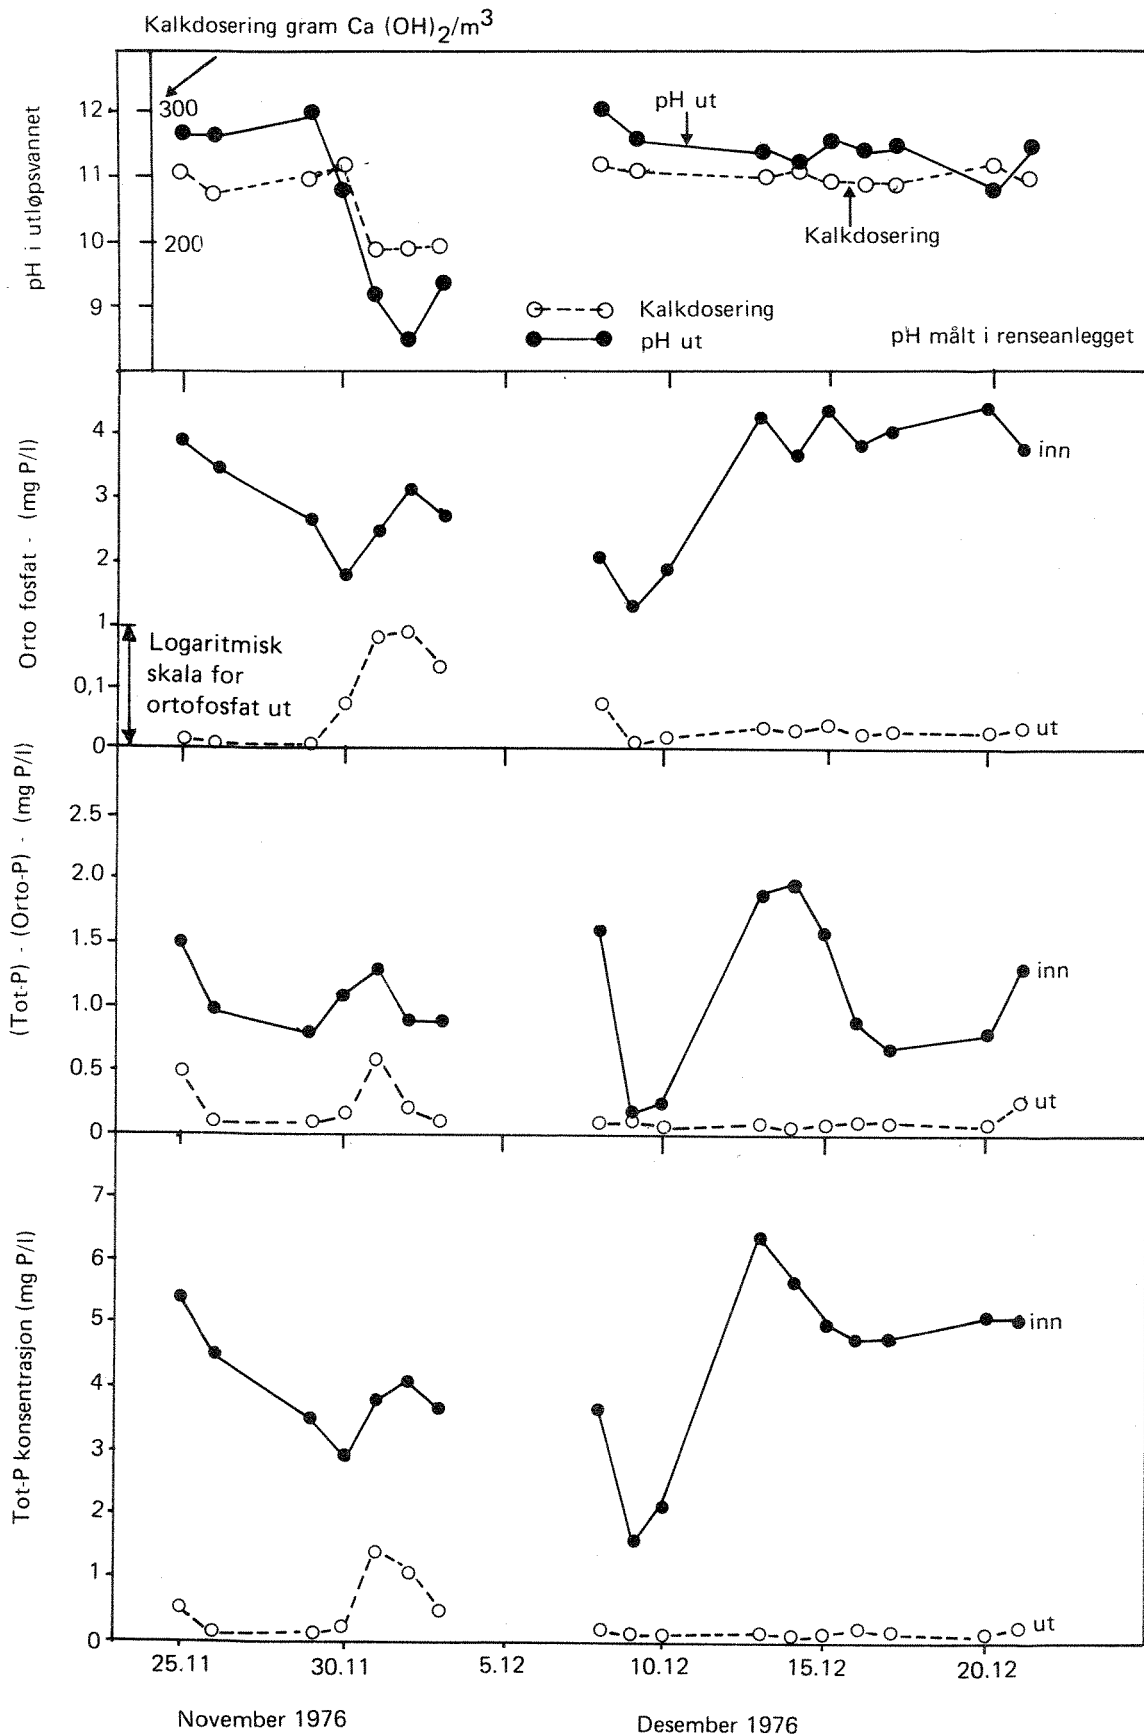 Kalkdosering gram Ca (OH)2/m3
pH i utløpsvannet
12
11
10
9
300
200
pH ut
Kalkdosering
Kalkdosering
pH ut
pH målt i renseanlegget
Orto fosfat - (mg P/l)
4
3
2
1
0,1
0
inn
Logaritmisk
skala for
ortofosfat ut
ut
(Tot-P) - (Orto-P) - (mg P/l)
2.5
2.0
1.5
1.0
0.5
0
inn
ut
Tot-P konsentrasjon (mg P/l)
7
6
5
4
3
2
1
0
inn
ut
25.11
30.11
5.12
10.12
15.12
20.12
November 1976
Desember 1976